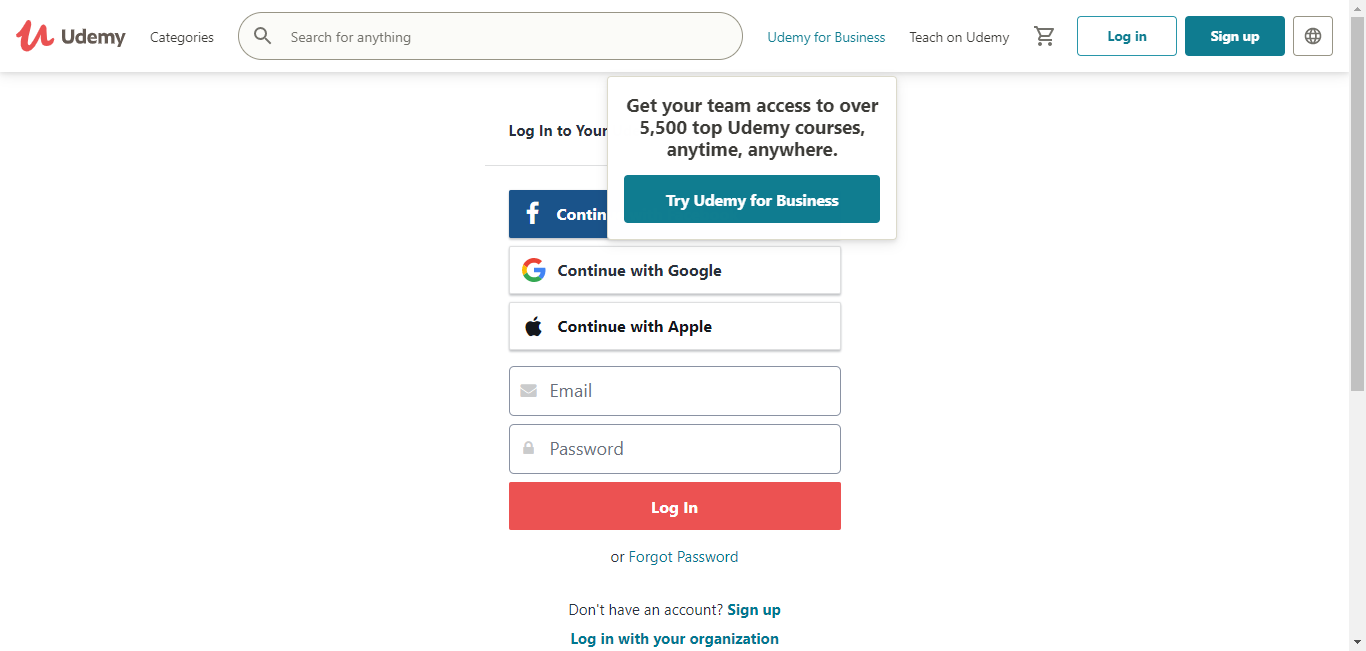 Udemy
Categories
Search for anything
Udemy for Business
Teach on Udemy
Log in
Sign up
Get your team access to over
5,500 top Udemy courses,
anytime, anywhere.
Try Udemy for Business
Log In to Your
Contin
Continue with Google
Continue with Apple
Email
Password
Log In
or Forgot Password
Don't have an account? Sign up
Log in with your organization